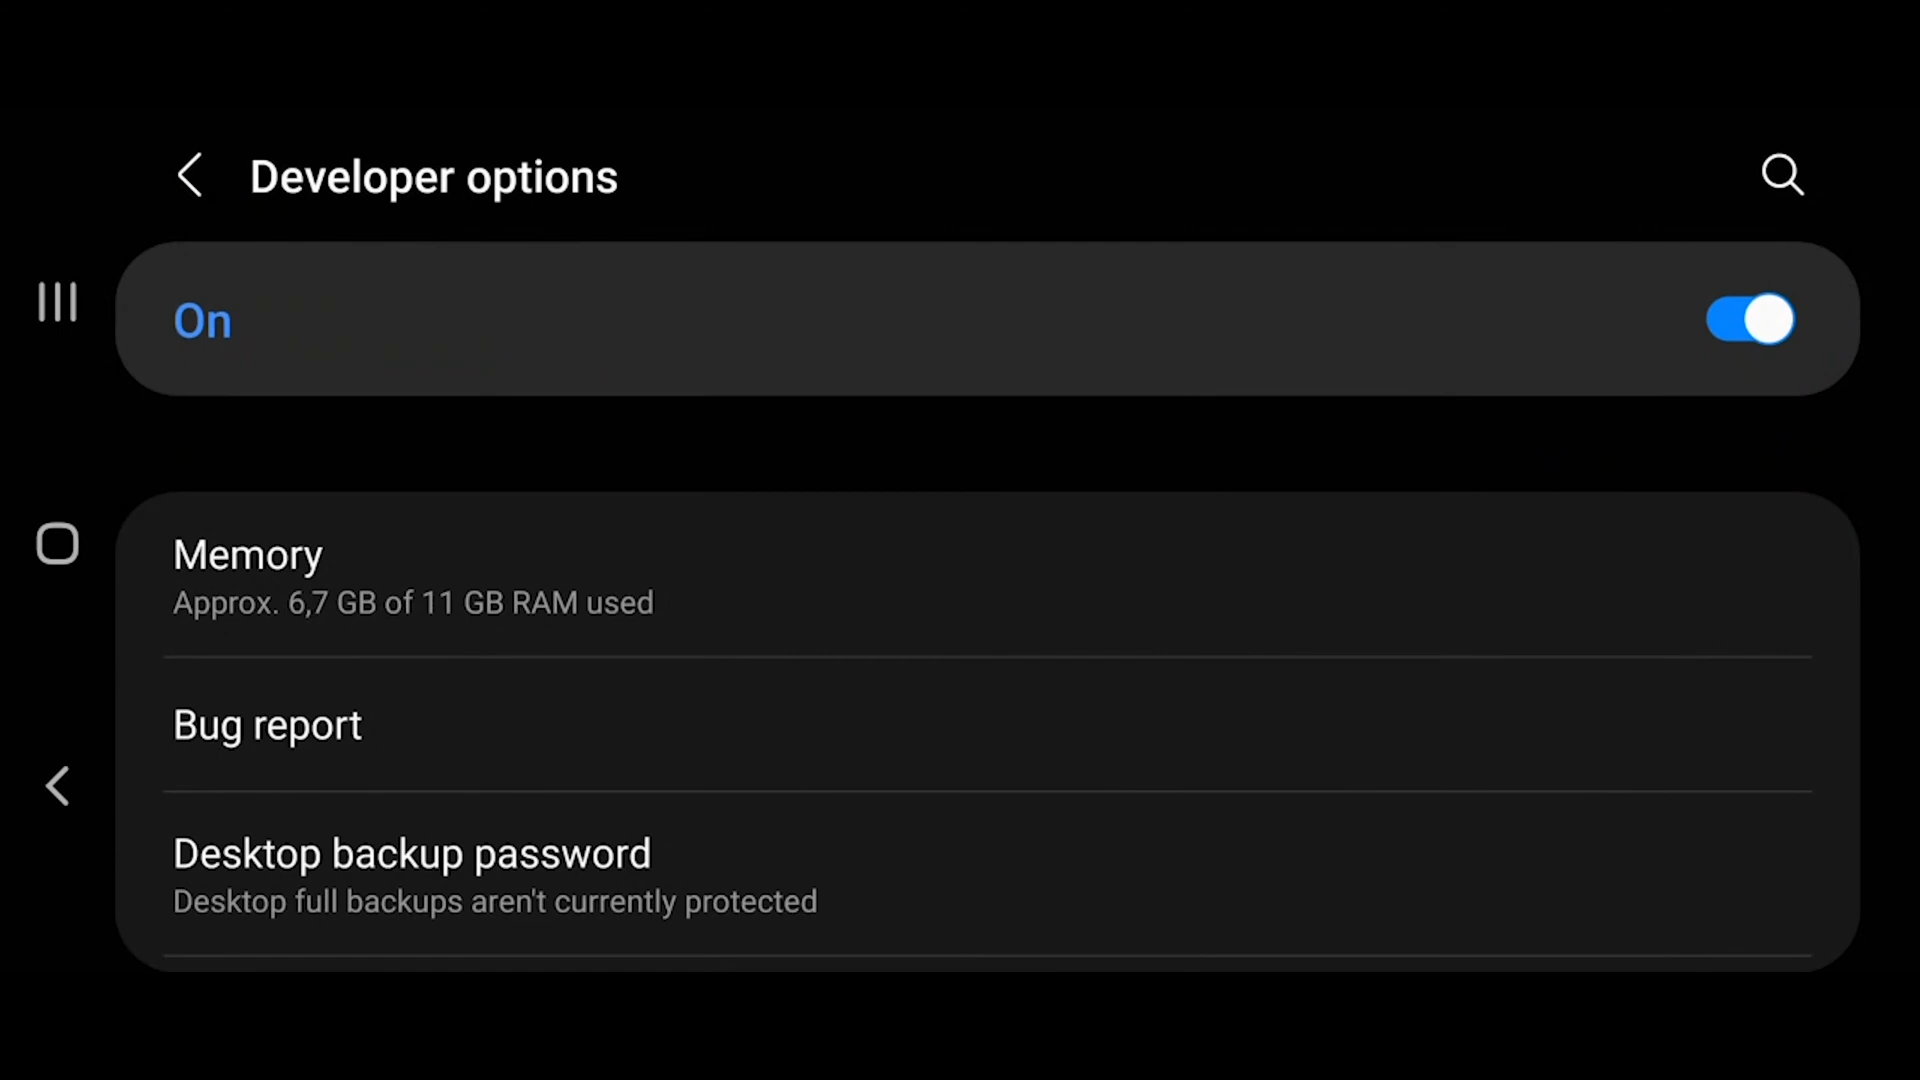 Developer options
On
Memory
Approx. 6,7 GB of 11 GB RAM used
Bug report
Desktop backup password
Desktop full backups aren't currently protected